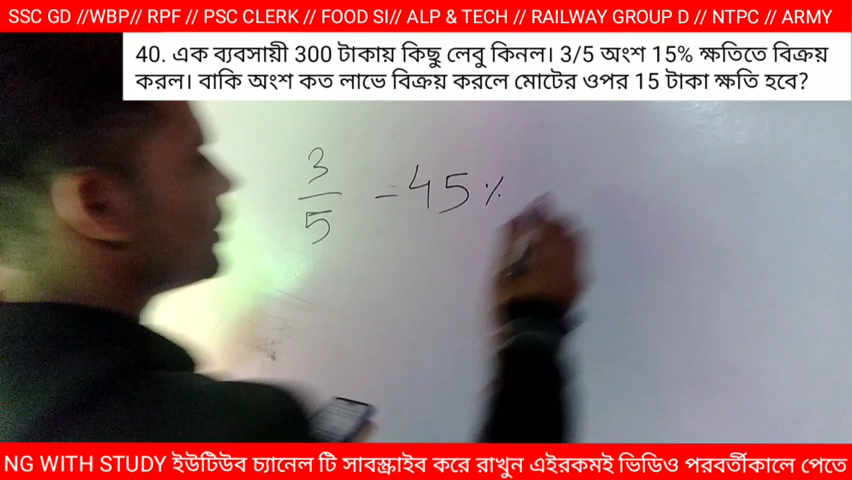 SSC GD //WBP// RPF // PSC CLERK // FOOD SI// ALP & TECH // RAILWAY GROUP D // NTPC // ARMY
40. এক ব্যবসায়ী 300 টাকায় কিছু লেবু কিনল। 3/5 অংশ 15% ক্ষতিতে বিক্রয়
করল। বাকি অংশ কত লাভে বিক্রয় করলে মোটের ওপর 15 টাকা ক্ষতি হবে?
3/5 = 45%
NG WITH STUDY ইউটিউব চ্যানেল টি সাবস্ক্রাইব করে রাখুন এইরকমই ভিডিও পরবর্তীকালে পেতে